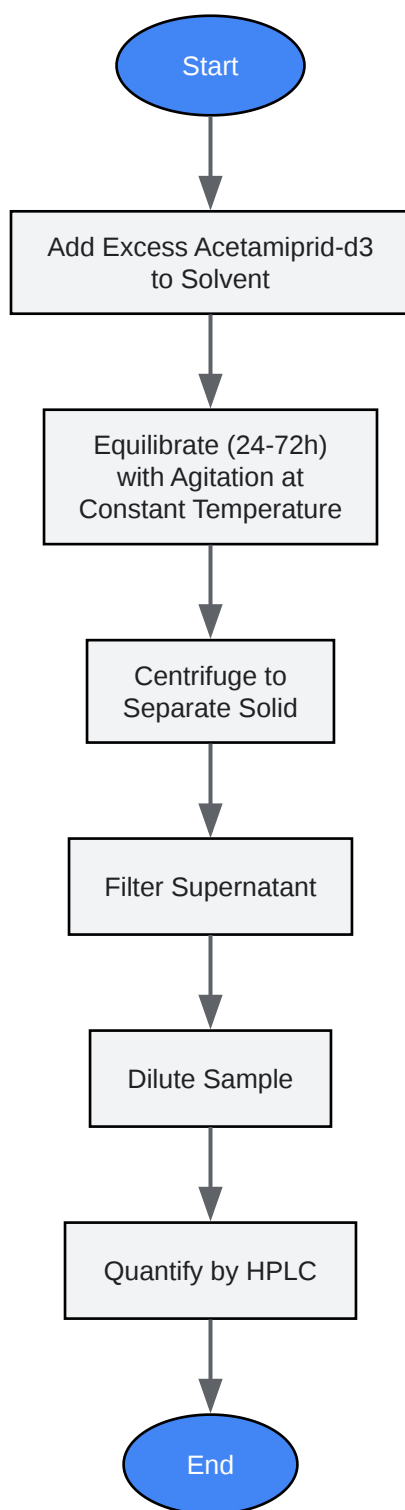 Start
Add Excess Acetamiprid-d3
to Solvent
Equilibrate (24-72h)
with Agitation at
Constant Temperature
Centrifuge to
Separate Solid
Filter Supernatant
Dilute Sample
Quantify by HPLC
End